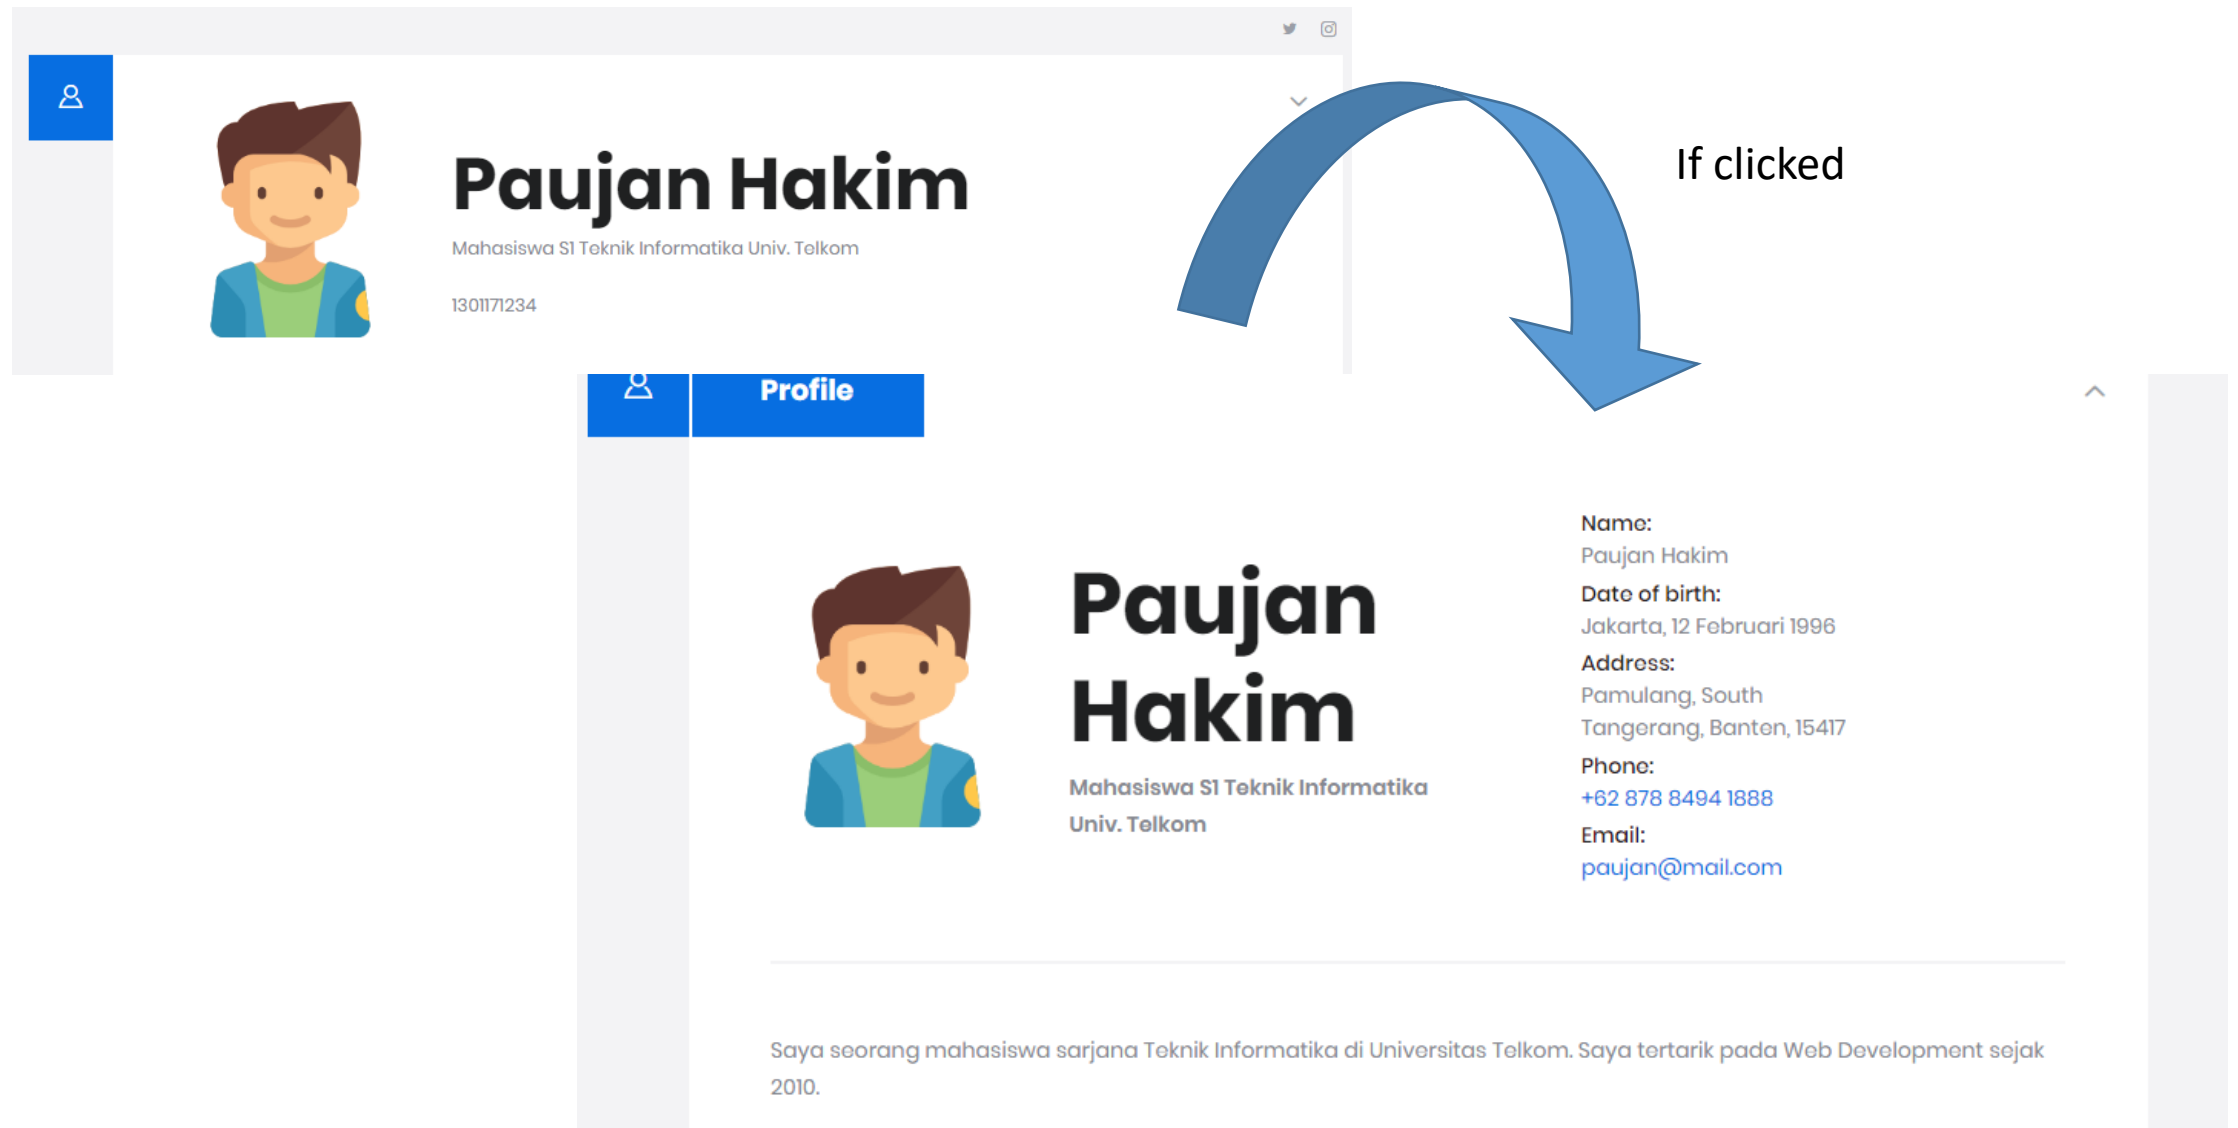 Paujan Hakim
Mahasiswa S1 Teknik Informatika Univ. Telkom
1301171234
If clicked
Profile
Paujan
Hakim
Mahasiswa S1 Teknik Informatika
Univ. Telkom
Name:
Paujan Hakim
Date of birth:
Jakarta, 12 Februari 1996
Address:
Pamulang, South
Tangerang, Banten, 15417
Phone:
+62 878 8494 1888
Email:
paujan@mail.com
Saya seorang mahasiswa sarjana Teknik Informatika di Universitas Telkom. Saya tertarik pada Web Development sejak
2010.